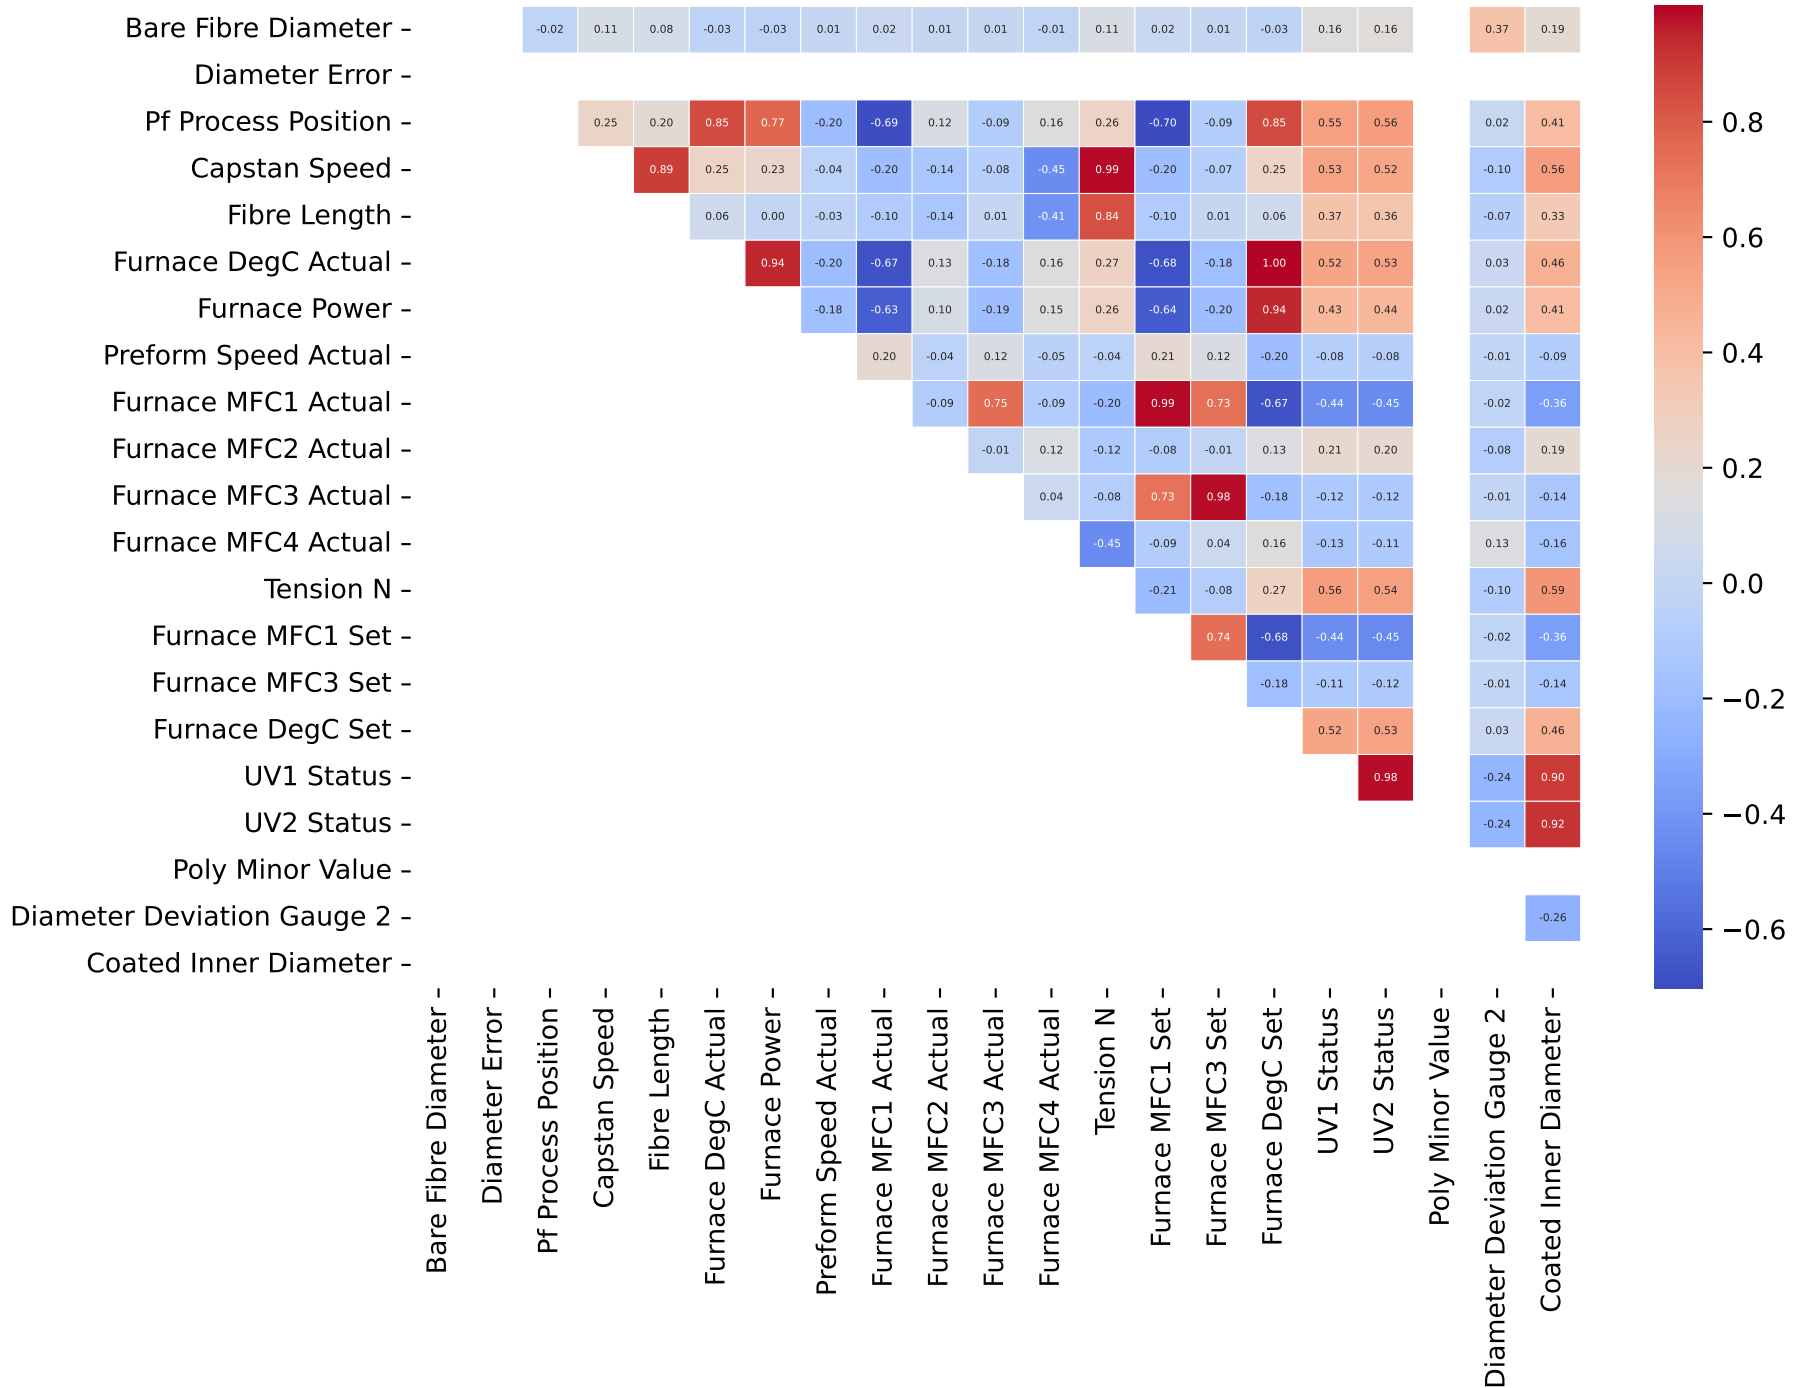 Bare Fibre Diameter -0.02 0.11 0.08 -0.03 -0.03 0.01 0.02 0.01 0.01 -0.01 0.11 0.02 0.01 -0.03 0.16 0.16 0.37 0.19
Diameter Error
Pf Process Position 0.25 0.20 0.85 0.77 -0.20 -0.69 0.12 -0.09 0.16 0.26 -0.70 -0.09 0.85 0.55 0.56 0.02 0.41
Capstan Speed 0.89 0.25 0.23 -0.04 -0.20 -0.14 -0.08 -0.45 0.99 -0.20 -0.07 0.25 0.53 0.52 -0.10 0.56
Fibre Length 0.06 0.00 -0.03 -0.10 -0.14 0.01 -0.41 0.84 -0.10 0.01 0.06 0.37 0.36 -0.07 0.33
Furnace DegC Actual 0.94 -0.20 -0.67 0.13 -0.18 0.16 0.27 -0.68 -0.18 1.00 0.52 0.53 0.03 0.46
Furnace Power -0.18 -0.63 0.10 -0.19 0.15 0.26 -0.64 -0.20 0.94 0.43 0.44 0.02 0.41
Preform Speed Actual 0.20 -0.04 0.12 -0.05 -0.04 0.21 0.12 -0.20 -0.08 -0.08 -0.01 -0.09
Furnace MFC1 Actual -0.09 0.75 -0.09 -0.20 0.99 0.73 -0.67 -0.44 -0.45 -0.02 -0.36
Furnace MFC2 Actual -0.01 0.12 -0.12 -0.08 -0.01 0.13 0.21 0.20 -0.08 0.19
Furnace MFC3 Actual 0.04 -0.08 0.73 0.98 -0.18 -0.12 -0.12 -0.01 -0.14
Furnace MFC4 Actual -0.45 -0.09 0.04 0.16 -0.13 -0.11 0.13 -0.16
Tension N -0.21 -0.08 0.27 0.56 0.54 -0.10 0.59
Furnace MFC1 Set 0.74 -0.68 -0.44 -0.45 -0.02 -0.36
Furnace MFC3 Set -0.18 -0.11 -0.12 -0.01 -0.14
Furnace DegC Set 0.52 0.53 0.03 0.46
UV1 Status 0.98 -0.24 0.90
UV2 Status -0.24 0.92
Poly Minor Value
Diameter Deviation Gauge 2 -0.26
Coated Inner Diameter
Bare Fibre Diameter
Diameter Error
Pf Process Position
Capstan Speed
Fibre Length
Furnace DegC Actual
Furnace Power
Preform Speed Actual
Furnace MFC1 Actual
Furnace MFC2 Actual
Furnace MFC3 Actual
Furnace MFC4 Actual
Tension N
Furnace MFC1 Set
Furnace MFC3 Set
Furnace DegC Set
UV1 Status
UV2 Status
Poly Minor Value
Diameter Deviation Gauge 2
Coated Inner Diameter
0.8
0.6
0.4
0.2
0.0
−0.2
−0.4
−0.6